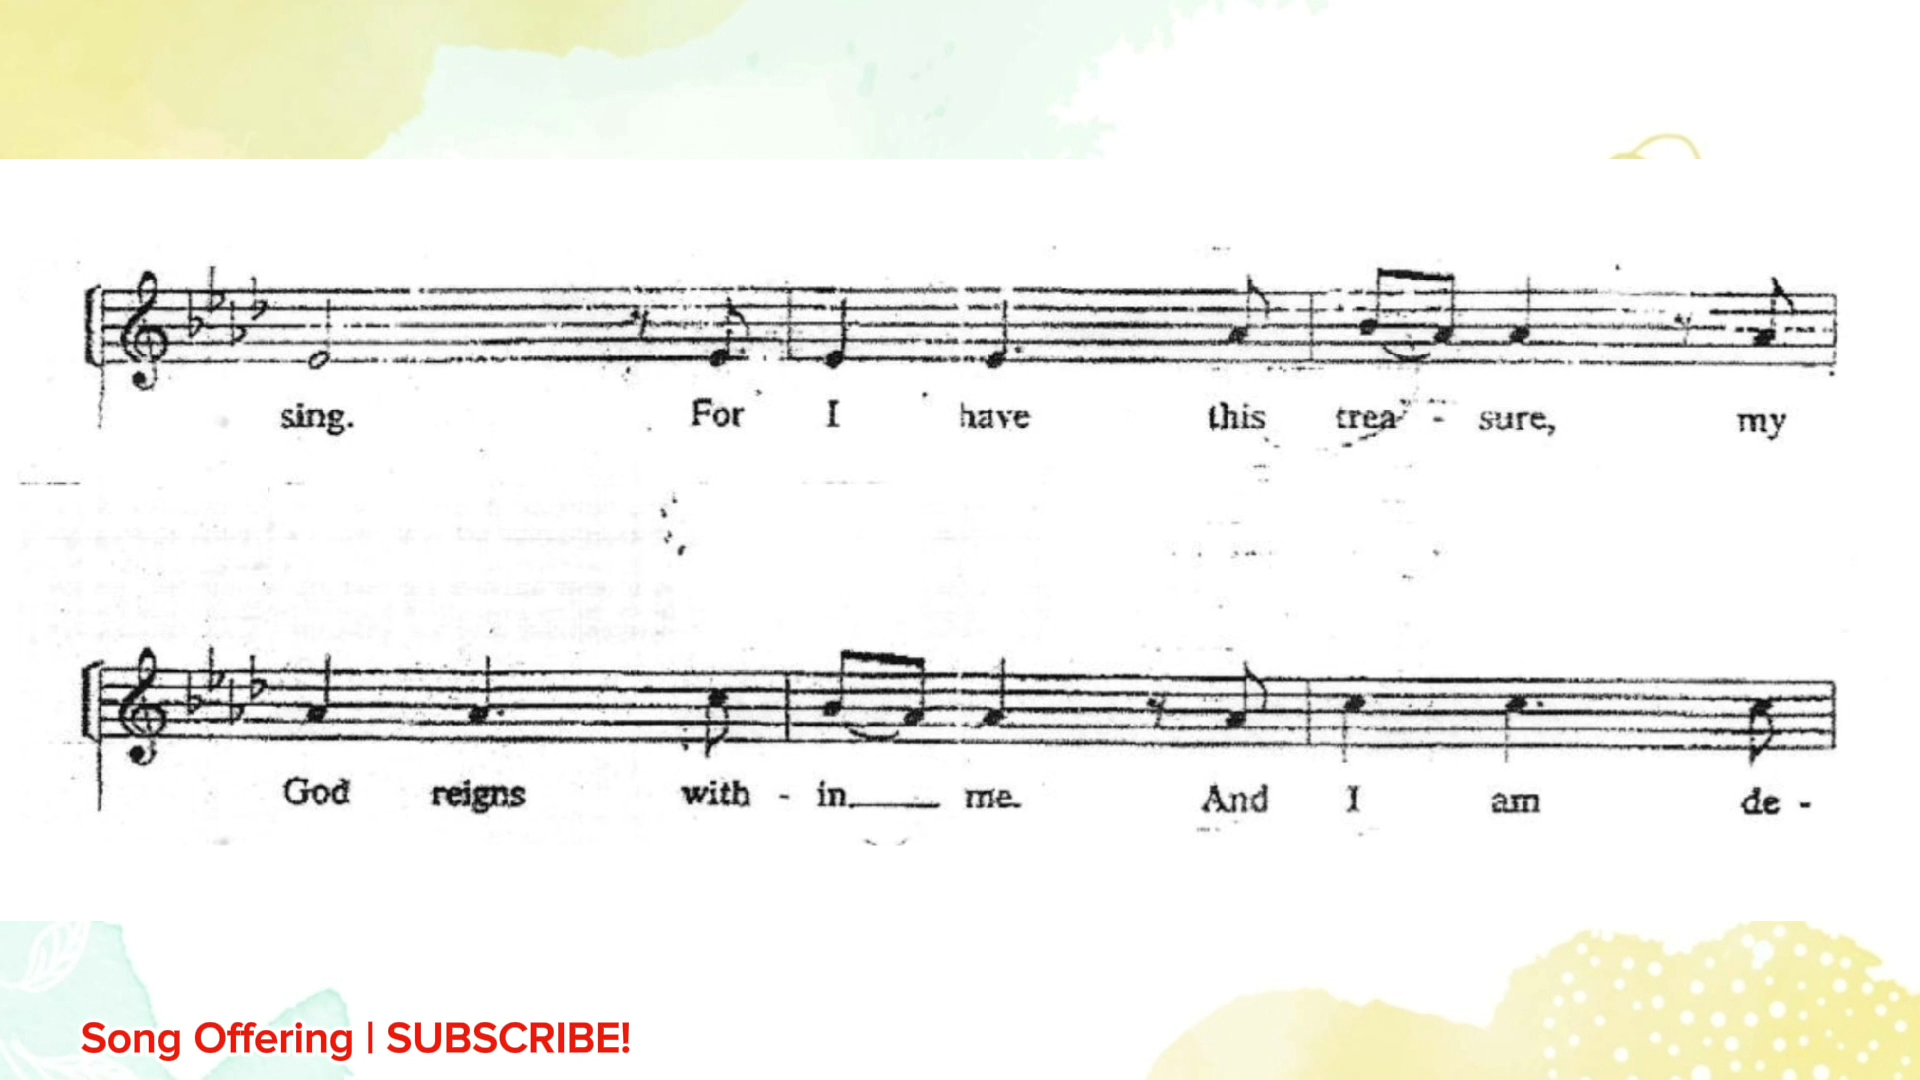 sing. For I have this trea - sure, my
God reigns with - in me. And I am de -
Song Offering | SUBSCRIBE!